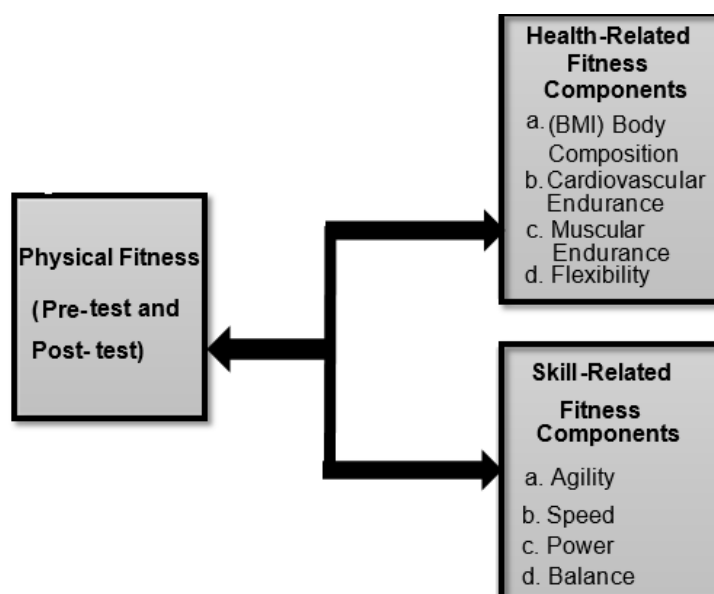 Physical Fitness
(Pre-test and
Post- test)
Health-Related
Fitness
Components
a. (BMI) Body
Composition
b. Cardiovascular
Endurance
c. Muscular
Endurance
d. Flexibility
Skill-Related
Fitness
Components
a. Agility
b. Speed
c. Power
d. Balance